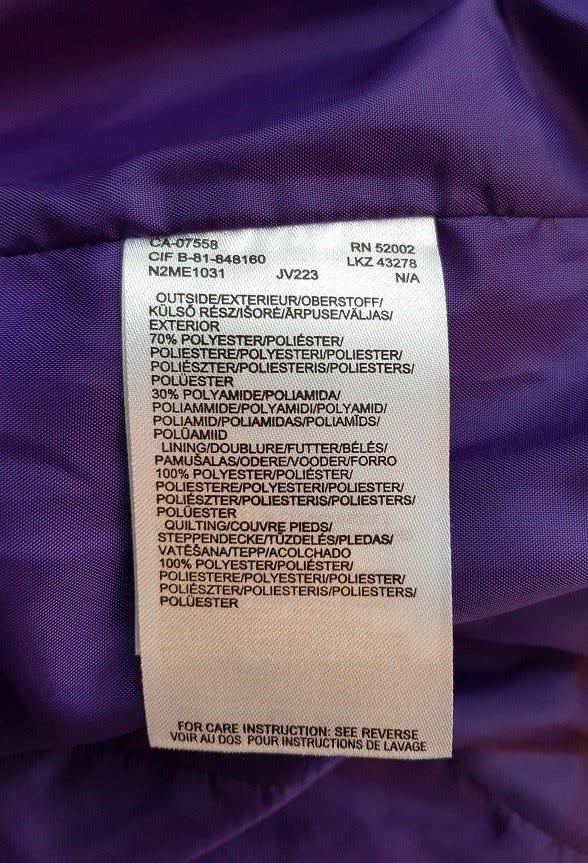 CA-07558 RN 52002
CIF B-81-848160 LKZ 43278
N2ME1031 JV223 N/A
OUTSIDE/EXTERIEUR/OBERSTOFF/
KÜLSŐ RÉSZ/IŠORĖ/ĀRPUSE/VÄLJAS/
EXTERIOR
70% POLYESTER/POLIÉSTER/
POLIESTERE/POLYESTERI/POLIESTER/
POLIÉSZTER/POLIESTERIS/POLIESTERS/
POLÜESTER
30% POLYAMIDE/POLIAMIDA/
POLIAMMIDE/POLYAMIDI/POLYAMID/
POLIAMID/POLIAMIDAS/POLIAMĪDS/
POLÜAMIID
LINING/DOUBLURE/FUTTER/BÉLÉS/
PAMUŠALAS/ODERE/VOODER/FORRO
100% POLYESTER/POLIÉSTER/
POLIESTERE/POLYESTERI/POLIESTER/
POLIÉSZTER/POLIESTERIS/POLIESTERS/
POLÜESTER
QUILTING/COUVRE PIEDS/
STEPPENDECKE/TŰZDELÉS/PLEDAS/
VATĒŠANA/TEPP/ACOLCHADO
100% POLYESTER/POLIÉSTER/
POLIESTERE/POLYESTERI/POLIESTER/
POLIÉSZTER/POLIESTERIS/POLIESTERS/
POLÜESTER
FOR CARE INSTRUCTION: SEE REVERSE
VOIR AU DOS POUR INSTRUCTIONS DE LAVAGE